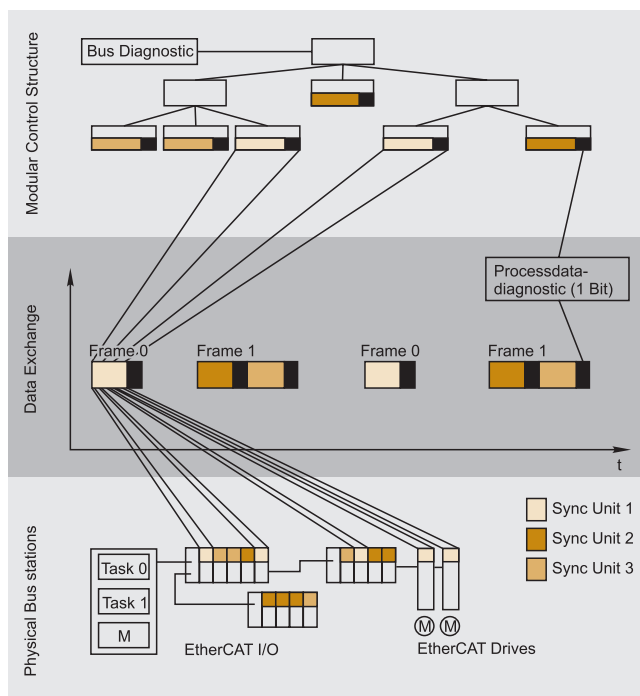 Modular Control Structure
Bus Diagnostic
Data Exchange
Processdata-
diagnostic (1 Bit)
Frame 0
Frame 1
Frame 0
Frame 1
t
Sync Unit 1
Sync Unit 2
Sync Unit 3
Physical Bus stations
Task 0
Task 1
M
M
M
EtherCAT I/O
EtherCAT Drives